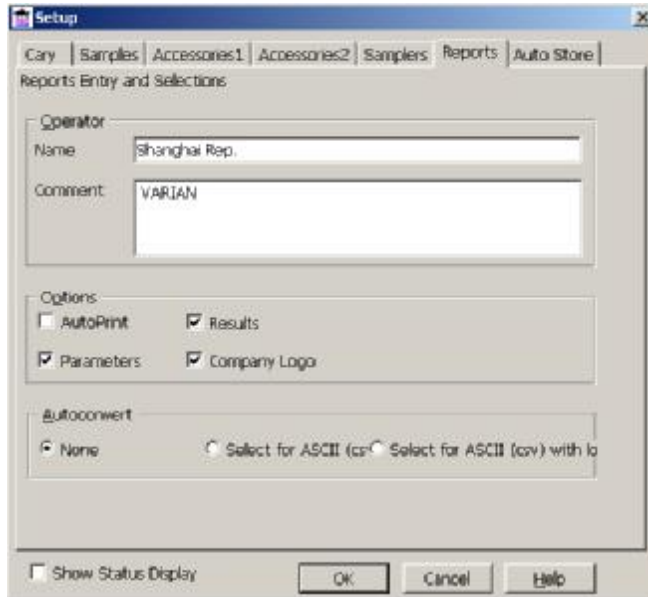 Setup
Cary Samples Accessories1 Accessories2 Samplers Reports Auto Store
Reports Entry and Selections
Operator
Name Shanghai Rep.
Comment VARIAN
Options
AutoPrint Results
Parameters Company Logo
Autoconvert
None Select for ASCII (cs Select for ASCII (csv) with lo
Show Status Display OK Cancel Help